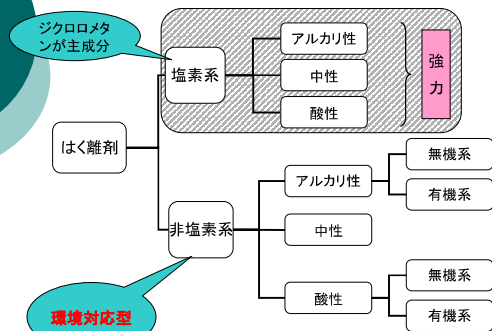 ジクロロメタ
ンが主成分
塩素系
アルカリ性
中性
酸性
強
力
はく離剤
非塩素系
アルカリ性
無機系
有機系
中性
酸性
無機系
有機系
環境対応型